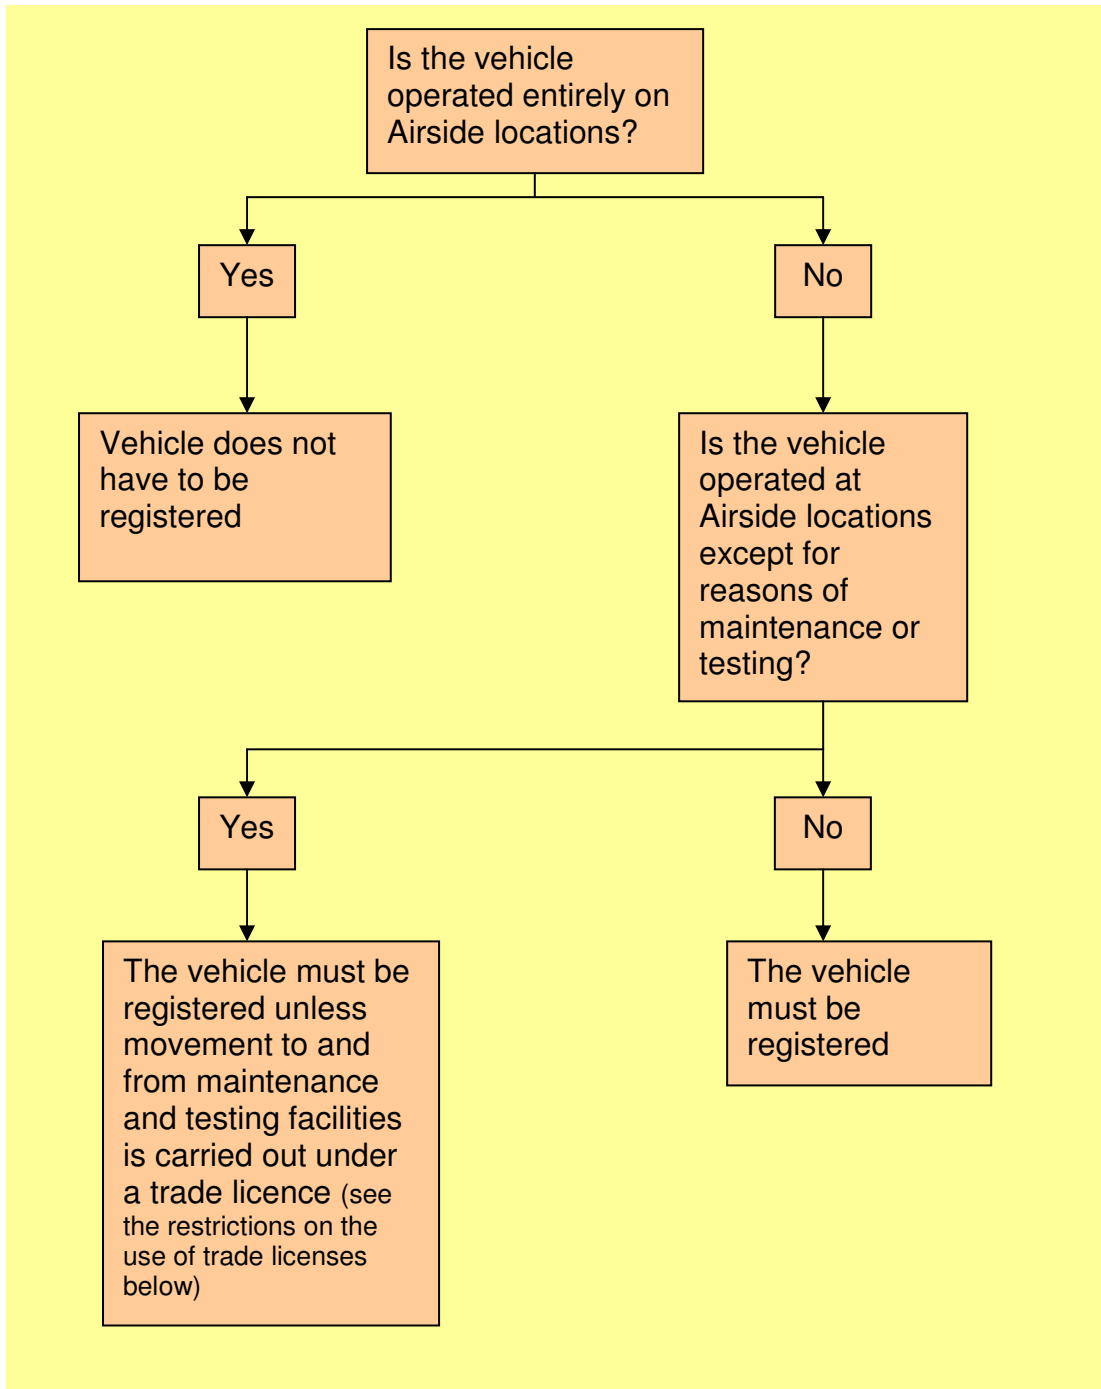 Is the vehicle
operated entirely on
Airside locations?
Yes
No
Vehicle does not
have to be
registered
Is the vehicle
operated at
Airside locations
except for
reasons of
maintenance or
testing?
Yes
No
The vehicle must be
registered unless
movement to and
from maintenance
and testing facilities
is carried out under
a trade licence (see
the restrictions on the
use of trade licenses
below)
The vehicle
must be
registered